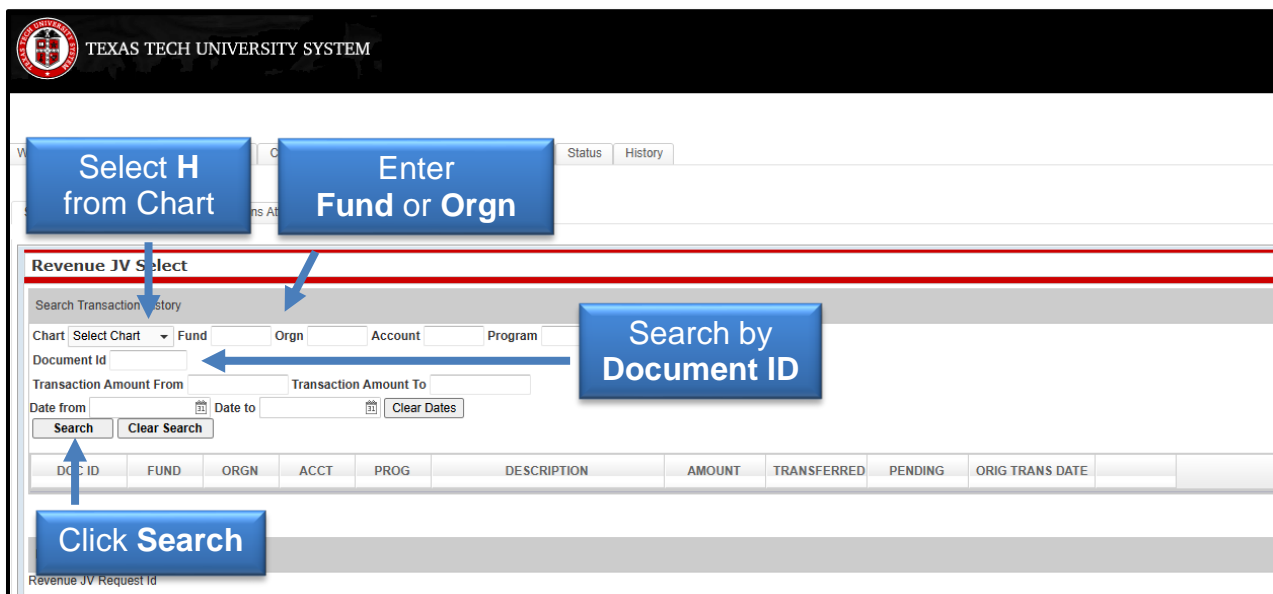 TEXAS TECH UNIVERSITY SYSTEM
Status History
Select H
from Chart
Enter
Fund or Orgn
Revenue JV Select
Search Transaction History
Chart Select Chart Fund Orgn Account Program
Document Id
Search by
Document ID
Transaction Amount From Transaction Amount To
Date from 31 Date to 31 Clear Dates
Search Clear Search
DOC ID FUND ORGN ACCT PROG DESCRIPTION AMOUNT TRANSFERRED PENDING ORIG TRANS DATE
Click Search
Revenue JV Request Id